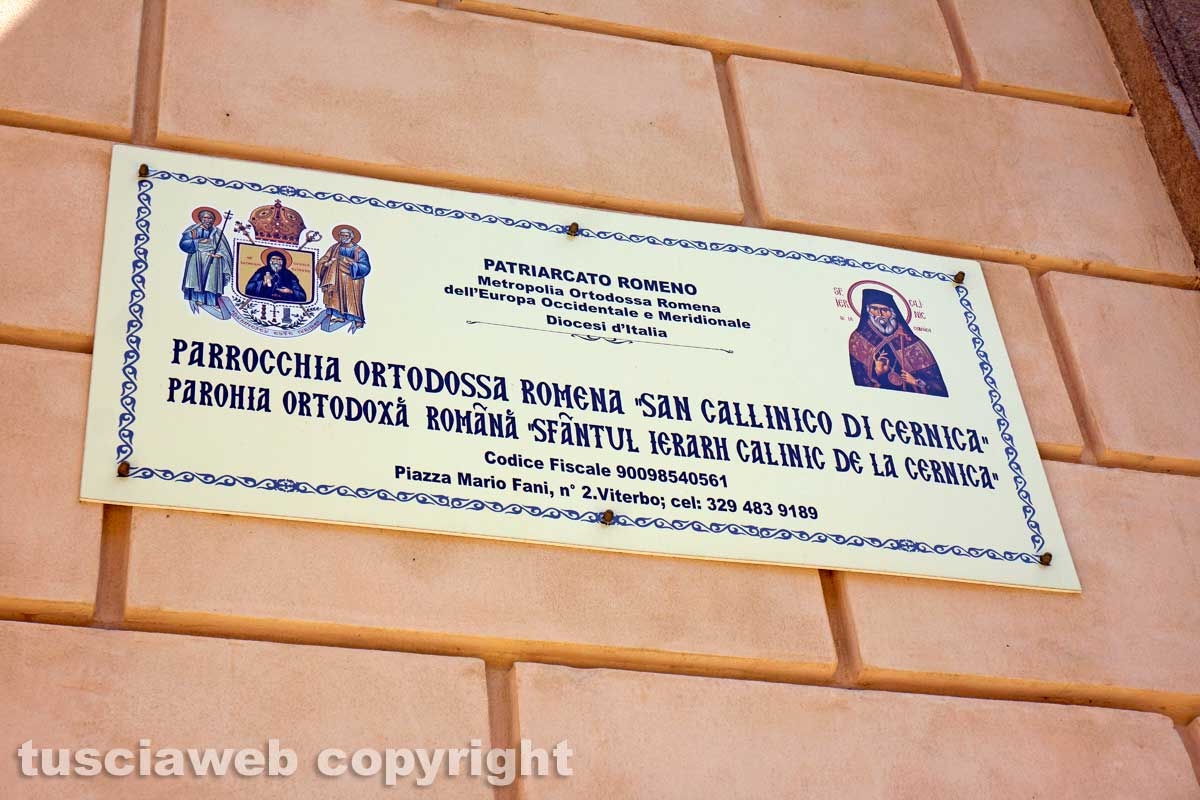 PATRIARCATO ROMENO
Metropolia Ortodossa Romena
dell'Europa Occidentale e Meridionale
Diocesi d'Italia
PARROCCHIA ORTODOSSA ROMENA "SAN CALLINICO DI CERNICA"
PAROHIA ORTODOXĂ ROMÂNĂ "SFÂNTUL IERARH CALINIC DE LA CERNICA"
Codice Fiscale 90098540561
Piazza Mario Fani, n° 2.Viterbo; cel: 329 483 9189
tusciaweb copyright